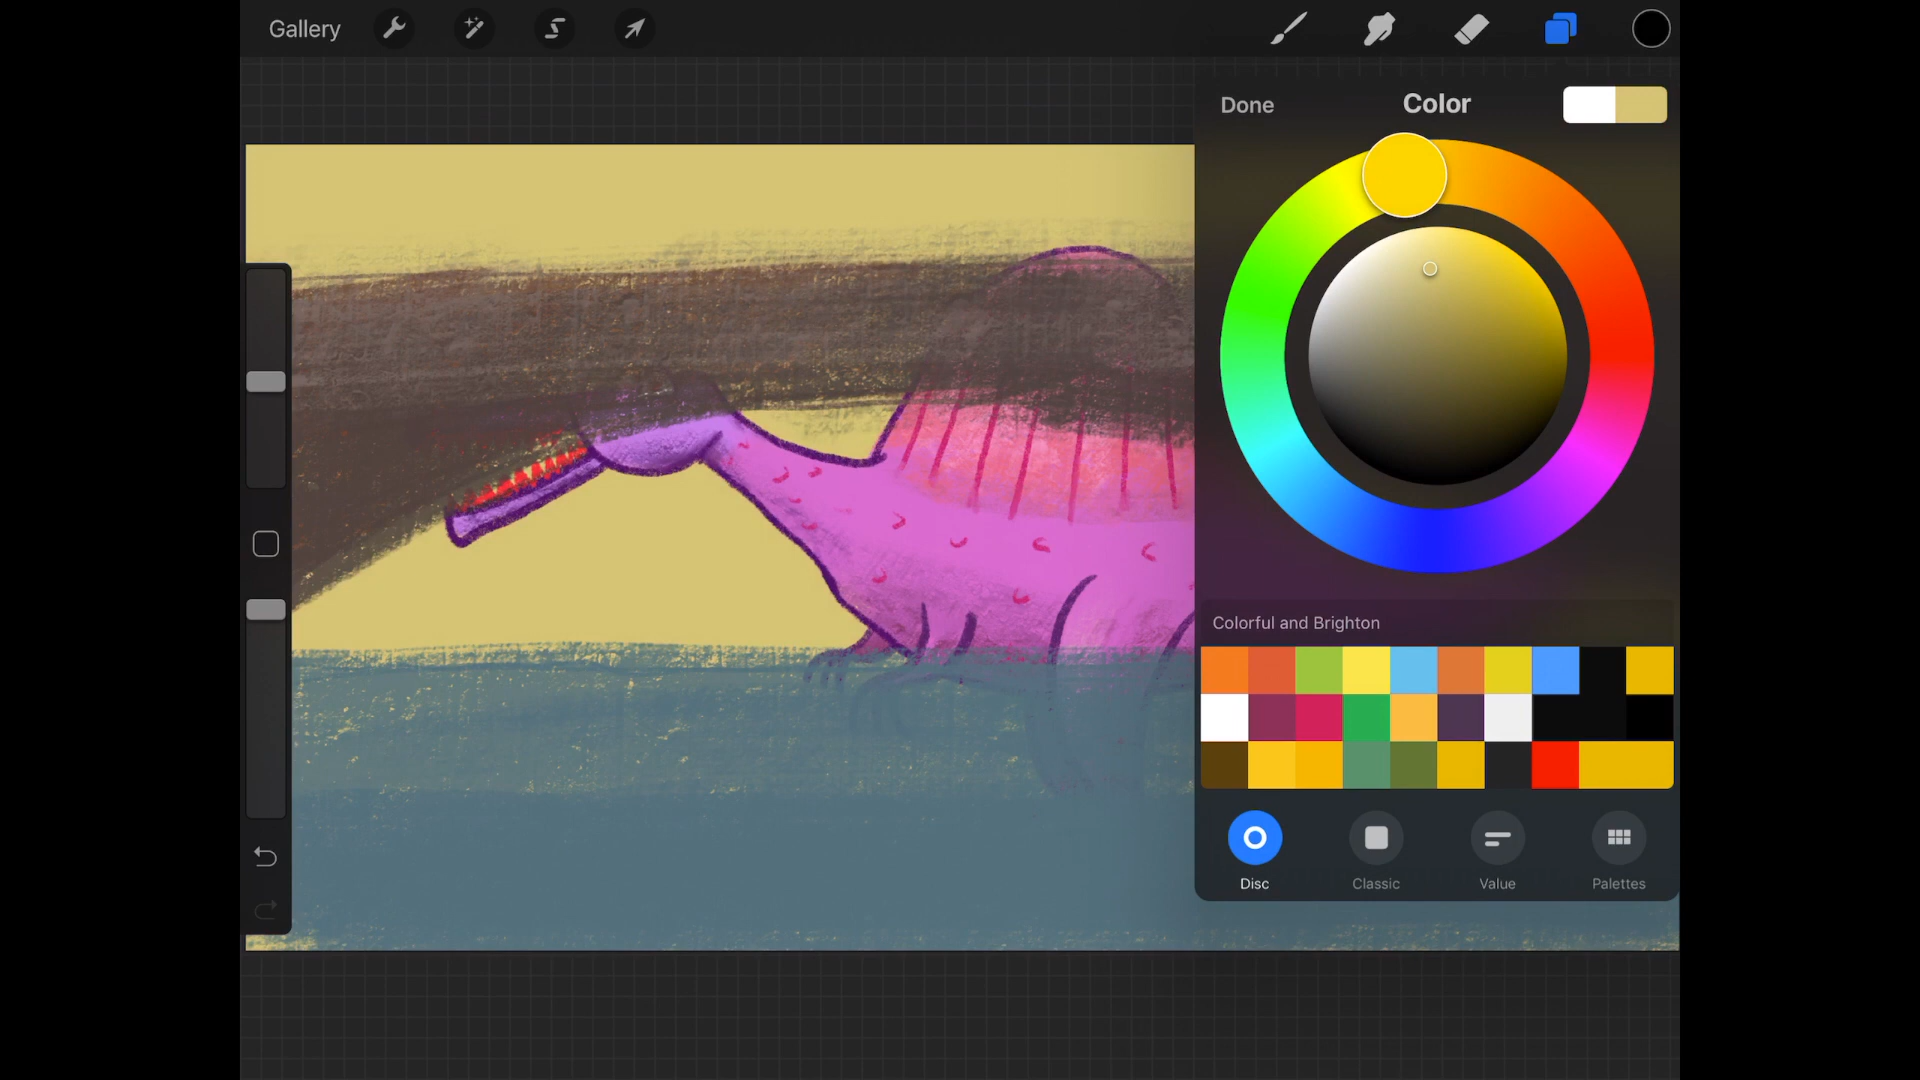 Gallery
Done
Color
Colorful and Brighton
Disc
Classic
Value
Palettes